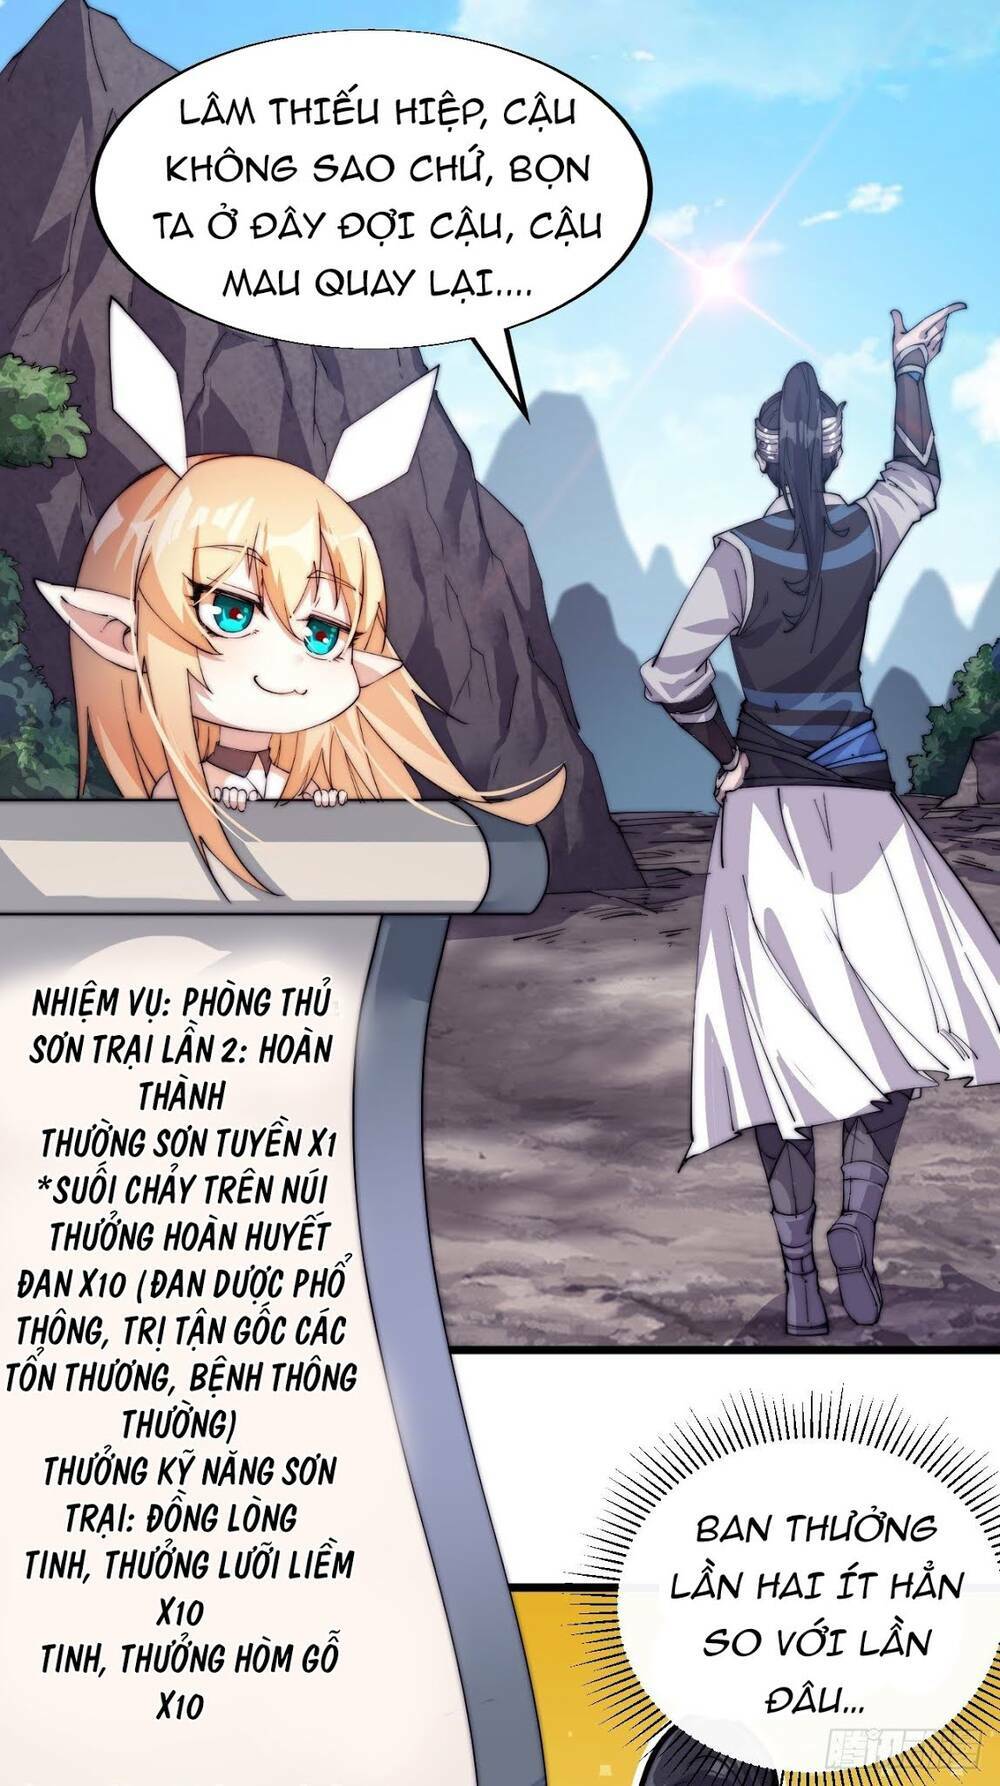 LÂM THIẾU HIỆP, CẬU
KHÔNG SAO CHỨ, BỌN
TA Ở ĐÂY ĐỢI CẬU, CẬU
MAU QUAY LẠI....
NHIỆM VỤ: PHÒNG THỦ
SƠN TRẠI LẦN 2: HOÀN
THÀNH
THƯỜNG SƠN TUYỀN X1
*SUỐI CHẢY TRÊN NÚI
THƯỞNG HOÀN HUYẾT
ĐAN X10 (ĐAN DƯỢC PHỔ
THÔNG, TRỊ TẬN GỐC CÁC
TỔN THƯƠNG, BỆNH THÔNG
THƯỜNG)
THƯỞNG KỸ NĂNG SƠN
TRẠI: ĐỒNG LÒNG
TINH, THƯỞNG LƯỠI LIỀM
X10
TINH, THƯỞNG HÒM GỖ
X10
BAN THƯỞNG
LẦN HAI ÍT HẲN
SO VỚI LẦN
ĐÂU...